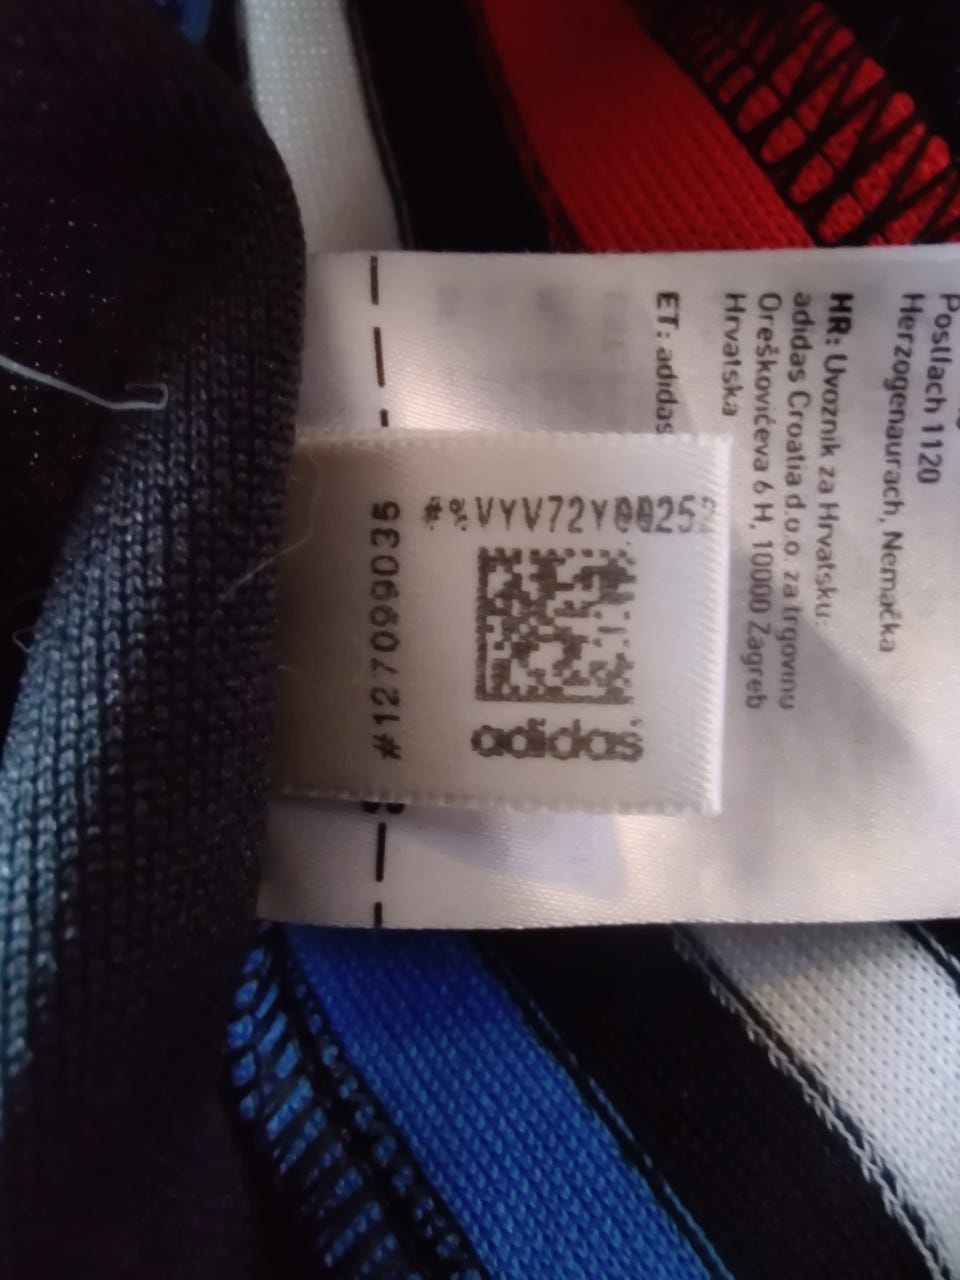 #%VYV72Y00252
#127099035
adidas
Postfach 1120
Herzogenaurach, Nemačka
HR: Uvoznik za Hrvatsku:
adidas Croatia d.o.o. za trgovinu
Oreškovićeva 6 H, 10000 Zagreb
Hrvatska
ET: adidas